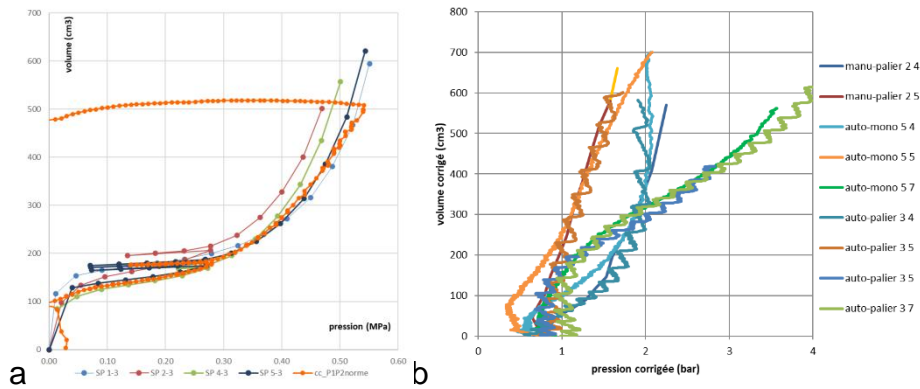 a
volume (cm3)
700
600
500
400
300
200
100
0
0.00
0.10
0.20
0.30
0.40
0.50
0.60
pression (MPa)
SP 1-3
SP 2-3
SP 4-3
SP 5-3
cc_P1P2norme
b
volume corrigé (cm3)
800
700
600
500
400
300
200
100
0
0
1
2
3
4
pression corrigée (bar)
manu-palier 2 4
manu-palier 2 5
auto-mono 5 4
auto-mono 5 5
auto-mono 5 7
auto-palier 3 4
auto-palier 3 5
auto-palier 3 5
auto-palier 3 7